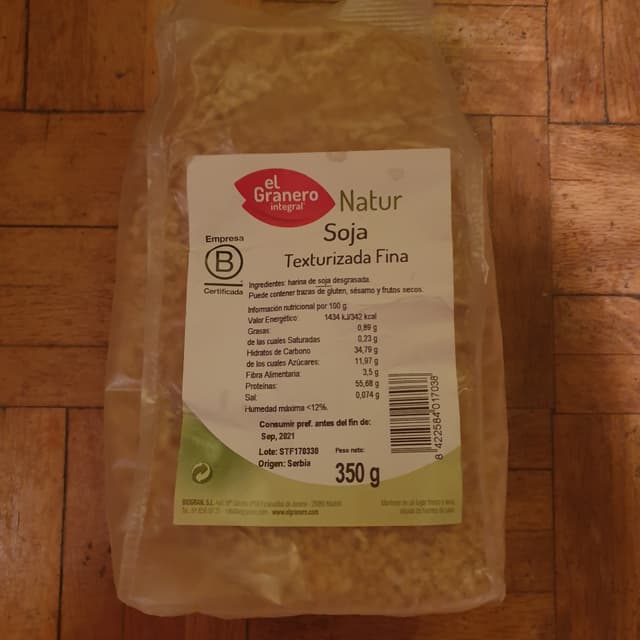 el
Granero
integral
Natur
Soja
Texturizada Fina
Empresa
B
Certificada
Ingredientes: harina de soja desgrasada.
Puede contener trazas de gluten, sésamo y frutos secos.
Información nutricional por 100 g:
Valor Energético: 1434 kJ/342 kcal
Grasas: 0,89 g
de las cuales Saturadas 0,23 g
Hidratos de Carbono 34,79 g
de los cuales Azúcares: 11,97 g
Fibra Alimentaria: 3,5 g
Proteínas: 55,68 g
Sal: 0,074 g
Humedad máxima <12%.
Consumir pref. antes del fin de:
Sep, 2021
Lote: STF170330
Origen: Serbia
Peso neto:
350 g
8 422584 017038
BIOGRAN, S.L.
www.elgranero.com